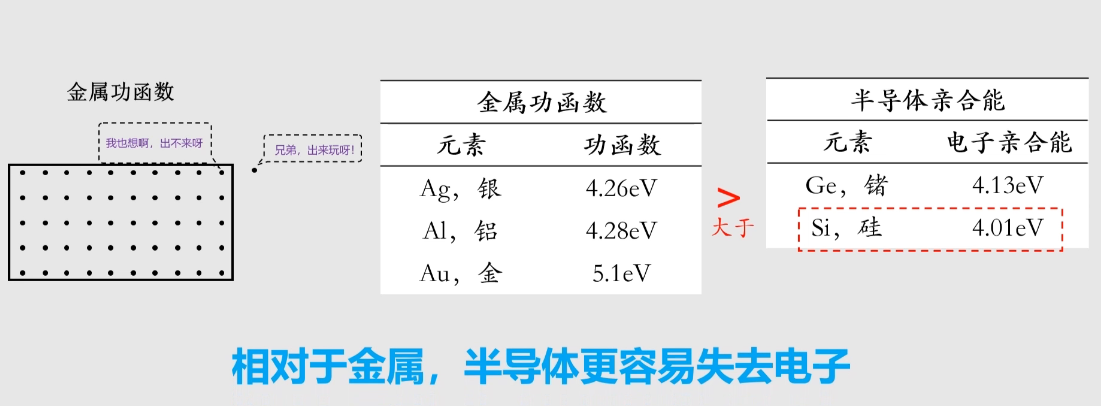 金属功函数
我也想啊，出不来呀
兄弟，出来玩呀！
金属功函数
元素 功函数
Ag，银 4.26eV
Al，铝 4.28eV
Au，金 5.1eV
>
大于
半导体亲合能
元素 电子亲合能
Ge，锗 4.13eV
Si，硅 4.01eV
相对于金属，半导体更容易失去电子